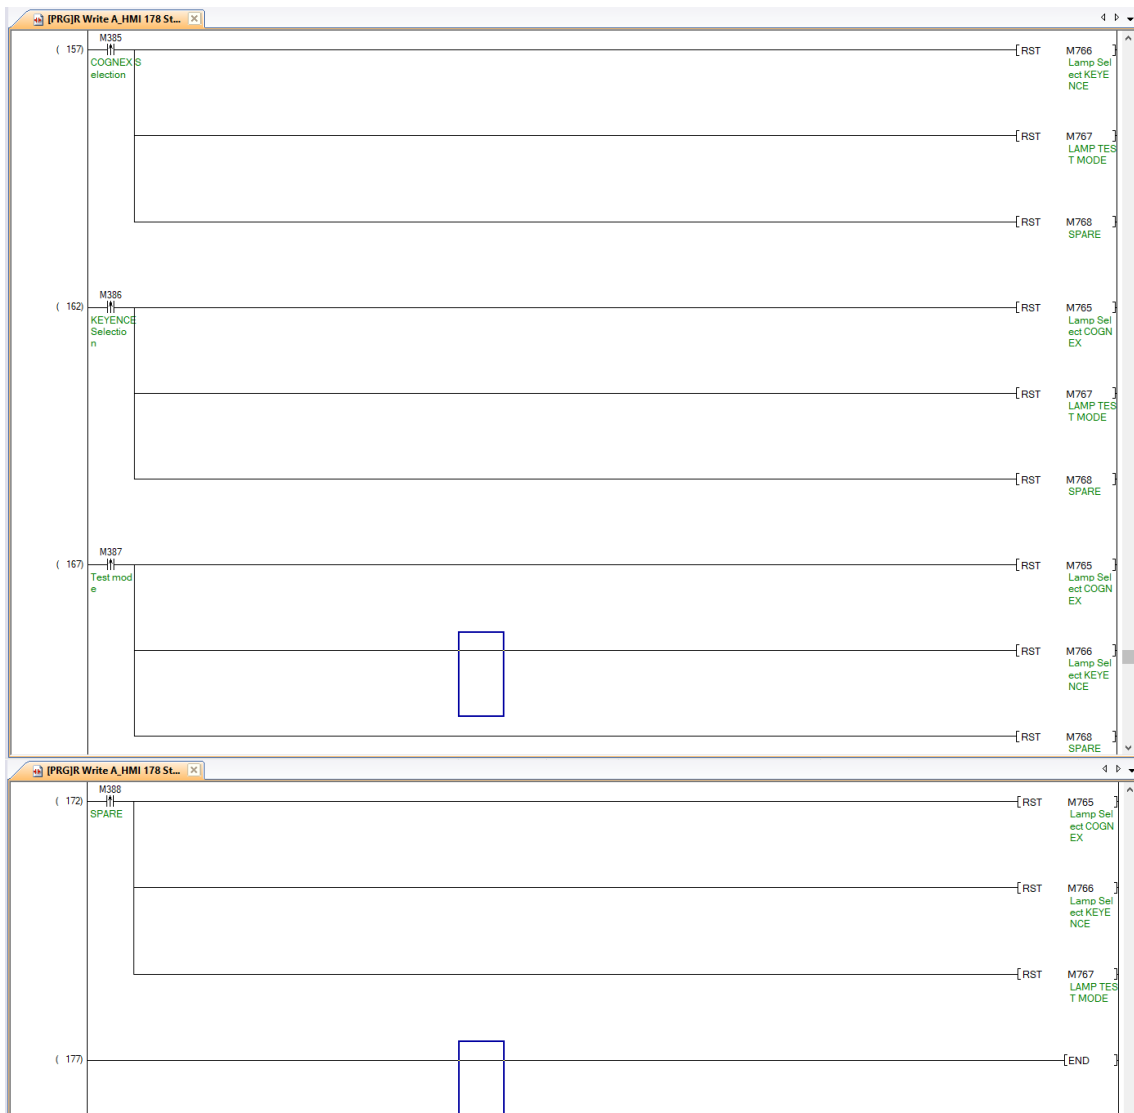 [PRG]R Write A_HMI 178 St...
M385
( 157)
COGNEX S
election
RST M766
Lamp Sel
ect KEYE
NCE
RST M767
LAMP TES
T MODE
RST M768
SPARE
M386
( 162)
KEYENCE
Selectio
n
RST M765
Lamp Sel
ect COGN
EX
RST M767
LAMP TES
T MODE
RST M768
SPARE
M387
( 167)
Test mod
e
RST M765
Lamp Sel
ect COGN
EX
RST M766
Lamp Sel
ect KEYE
NCE
RST M768
SPARE
[PRG]R Write A_HMI 178 St...
M388
( 172)
SPARE
RST M765
Lamp Sel
ect COGN
EX
RST M766
Lamp Sel
ect KEYE
NCE
RST M767
LAMP TES
T MODE
( 177)
END